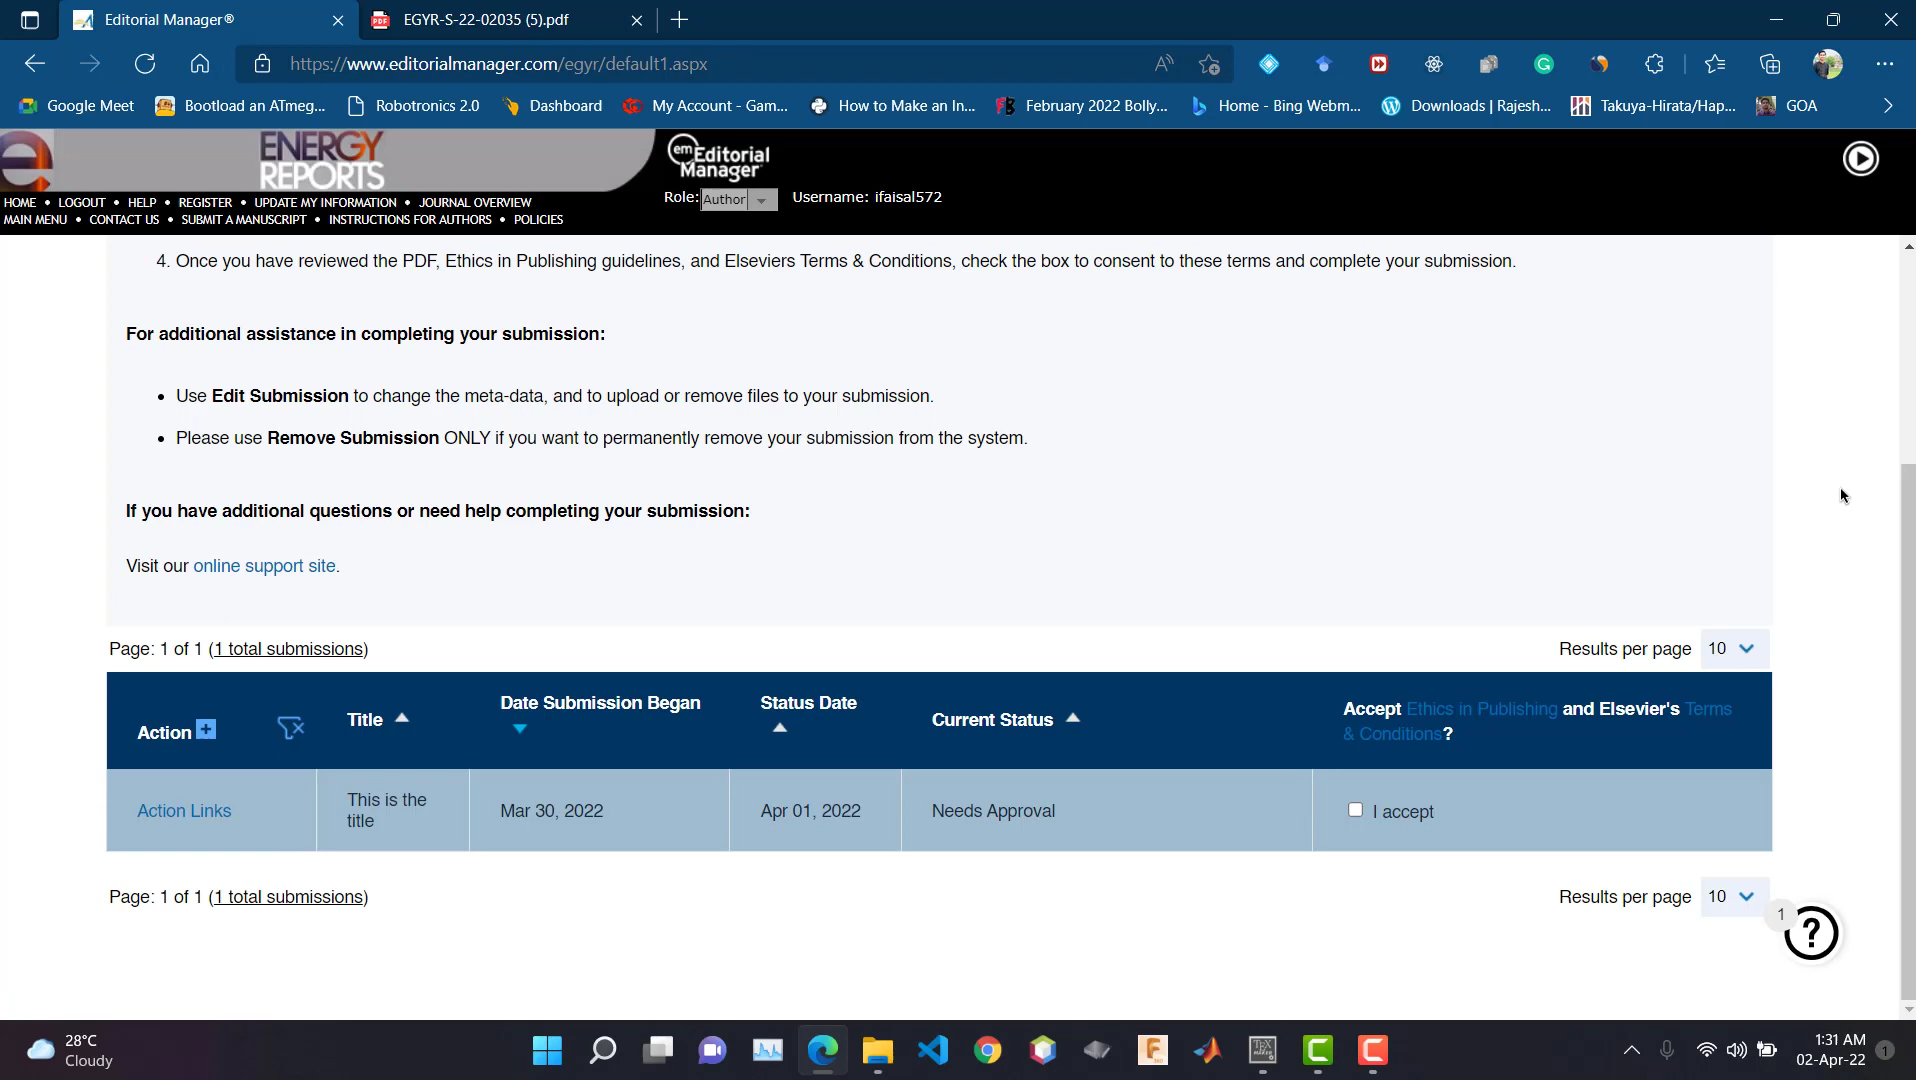 Editorial Manager®
EGYR-S-22-02035 (5).pdf
https://www.editorialmanager.com/egyr/default1.aspx
Google Meet
Bootload an ATmeg...
Robotronics 2.0
Dashboard
My Account - Gam...
How to Make an In...
February 2022 Bolly...
Home - Bing Webm...
Downloads | Rajesh...
Takuya-Hirata/Hap...
GOA
ENERGY
REPORTS
em Editorial
Manager
Role: Author
Username: ifaisal572
HOME • LOGOUT • HELP • REGISTER • UPDATE MY INFORMATION • JOURNAL OVERVIEW
MAIN MENU • CONTACT US • SUBMIT A MANUSCRIPT • INSTRUCTIONS FOR AUTHORS • POLICIES
4. Once you have reviewed the PDF, Ethics in Publishing guidelines, and Elseviers Terms & Conditions, check the box to consent to these terms and complete your submission.
For additional assistance in completing your submission:
• Use Edit Submission to change the meta-data, and to upload or remove files to your submission.
• Please use Remove Submission ONLY if you want to permanently remove your submission from the system.
If you have additional questions or need help completing your submission:
Visit our online support site.
Page: 1 of 1 (1 total submissions)
Results per page 10
Action
Title
Date Submission Began
Status Date
Current Status
Accept Ethics in Publishing and Elsevier's Terms
& Conditions?
Action Links
This is the
title
Mar 30, 2022
Apr 01, 2022
Needs Approval
I accept
Page: 1 of 1 (1 total submissions)
Results per page 10
1
?
28°C
Cloudy
1:31 AM
02-Apr-22
1